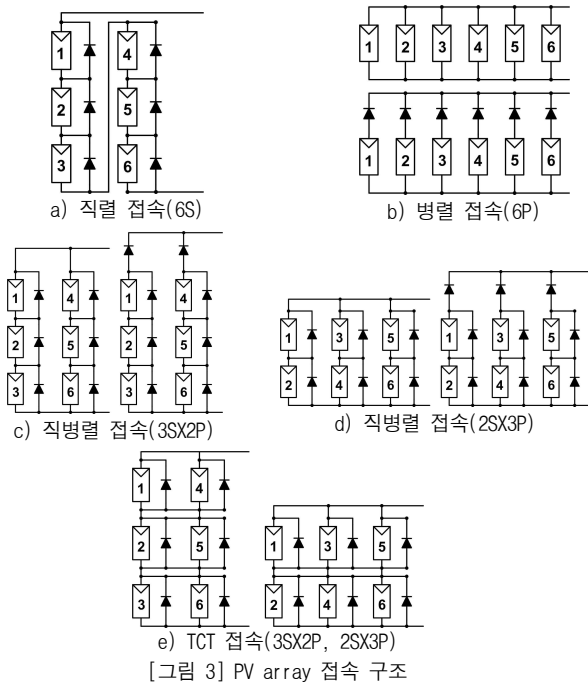 1 4
2 5
3 6
a) 직렬 접속(6S)
1 2 3 4 5 6
1 2 3 4 5 6
b) 병렬 접속(6P)
1 4 1 4
2 5 2 5
3 6 3 6
c) 직병렬 접속(3SX2P)
1 3 5 1 3 5
2 4 6 2 4 6
d) 직병렬 접속(2SX3P)
1 4
2 5 1 3 5
3 6 2 4 6
e) TCT 접속(3SX2P, 2SX3P)
[그림 3] PV array 접속 구조